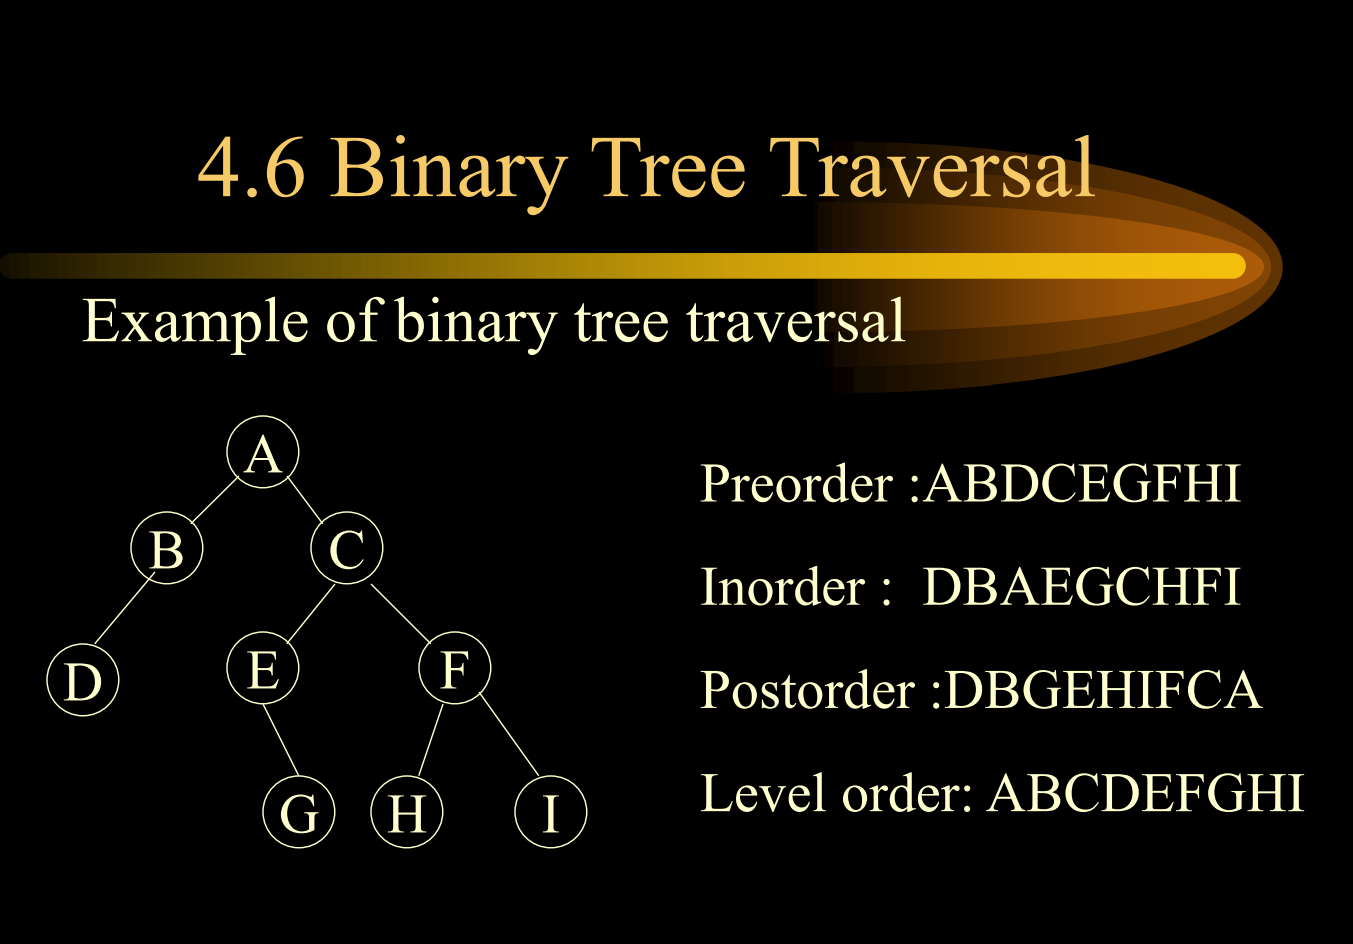 4.6 Binary Tree Traversal
Example of binary tree traversal
A
B C
D E F
G H I
Preorder :ABDCEGFHI
Inorder : DBAEGCHFI
Postorder :DBGEHIFCA
Level order: ABCDEFGHI